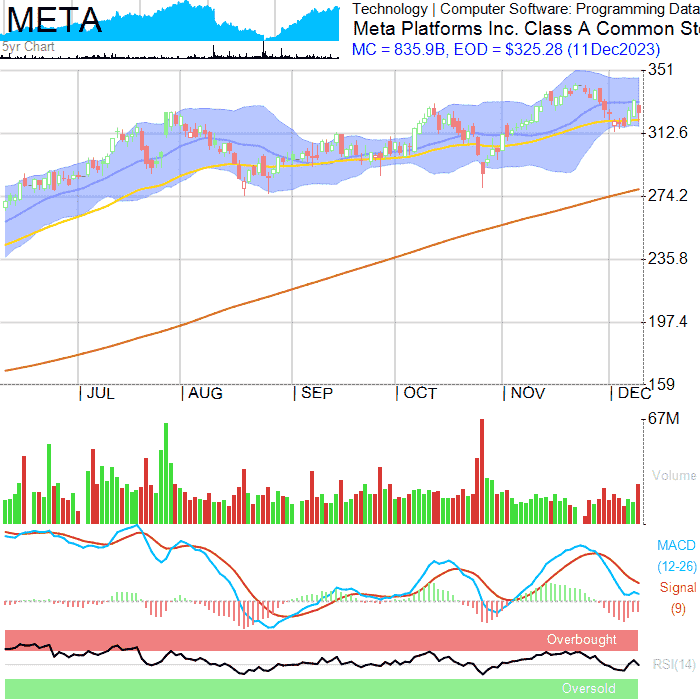 META
5yr Chart
Technology | Computer Software: Programming Data
Meta Platforms Inc. Class A Common Sto
MC = 835.9B, EOD = $325.28 (11Dec2023)
351
312.6
274.2
235.8
197.4
159
| JUL | AUG | SEP | OCT | NOV | DEC
67M
Volume
MACD
(12-26)
Signal
(9)
Overbought
RSI(14)
Oversold